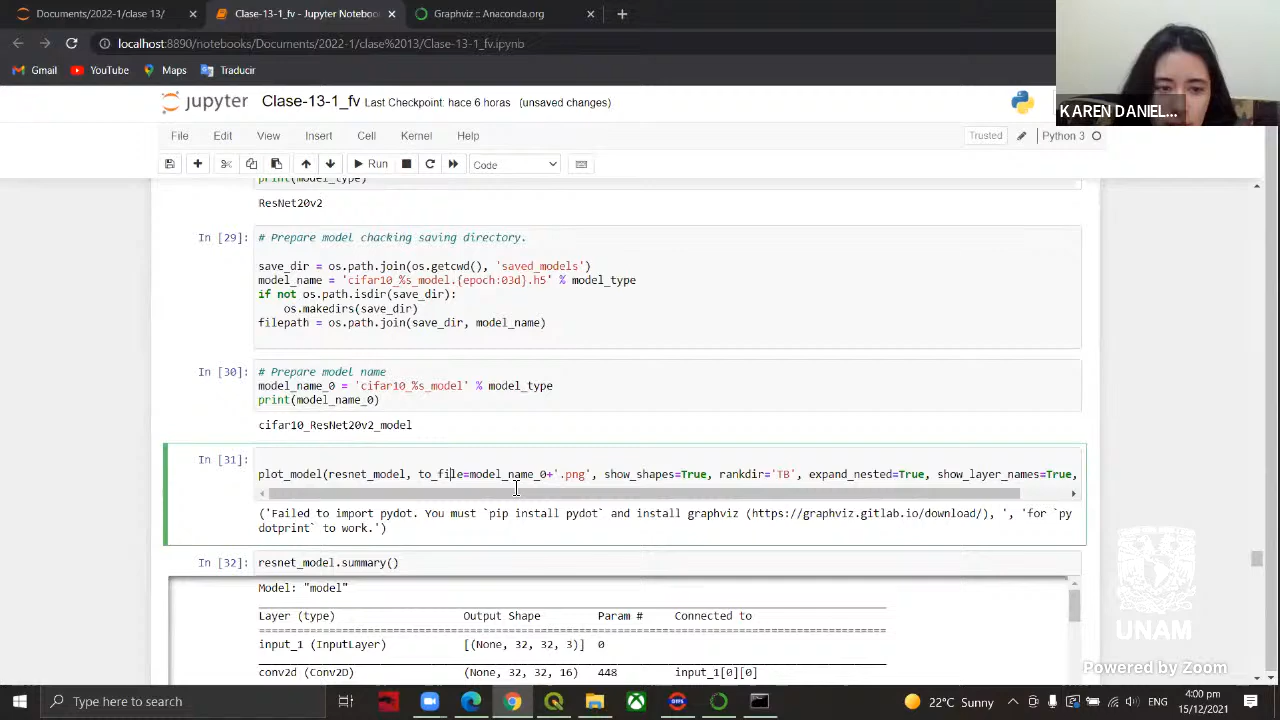 Documents/2022-1/clase 13/
Clase-13-1_fv - Jupyter Notebook
Graphviz :: Anaconda.org
localhost:8890/notebooks/Documents/2022-1/clase%2013/Clase-13-1_fv.ipynb
Gmail
YouTube
Maps
Traducir
jupyter
Clase-13-1_fv
Last Checkpoint: hace 6 horas
(unsaved changes)
File
Edit
View
Insert
Cell
Kernel
Help
Trusted
Python 3
Run
Code
print(model_type)
ResNet20v2
In [29]:
# Prepare model chacking saving directory.
save_dir = os.path.join(os.getcwd(), 'saved_models')
model_name = 'cifar10_%s_model.{epoch:03d}.h5' % model_type
if not os.path.isdir(save_dir):
os.makedirs(save_dir)
filepath = os.path.join(save_dir, model_name)
In [30]:
# Prepare model name
model_name_0 = 'cifar10_%s_model' % model_type
print(model_name_0)
cifar10_ResNet20v2_model
In [31]:
plot_model(resnet_model, to_file=model_name_0+'.png', show_shapes=True, rankdir='TB', expand_nested=True, show_layer_names=True,
('Failed to import pydot. You must `pip install pydot` and install graphviz (https://graphviz.gitlab.io/download/), ', 'for `py
dotprint` to work.')
In [32]:
resnet_model.summary()
Model: "model"
Layer (type) Output Shape Param # Connected to
input_1 (InputLayer) [(None, 32, 32, 3)] 0
conv2d (Conv2D) (None, 32, 32, 16) 448 input_1[0][0]
KAREN DANIEL...
UNAM
Powered by Zoom
Type here to search
22°C Sunny
4:00 pm
15/12/2021